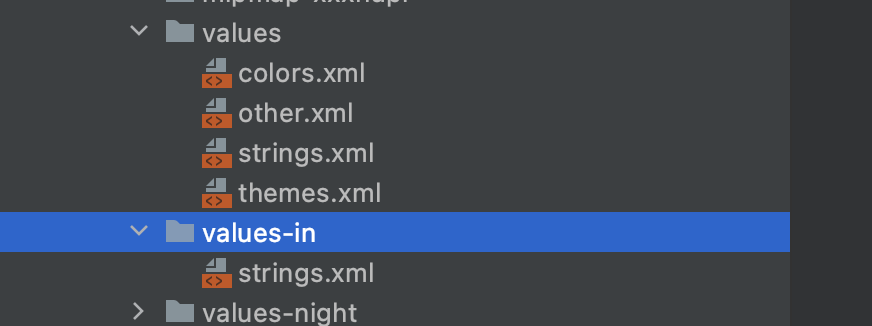 values
<> colors.xml
<> other.xml
<> strings.xml
<> themes.xml
values-in
<> strings.xml
values-night